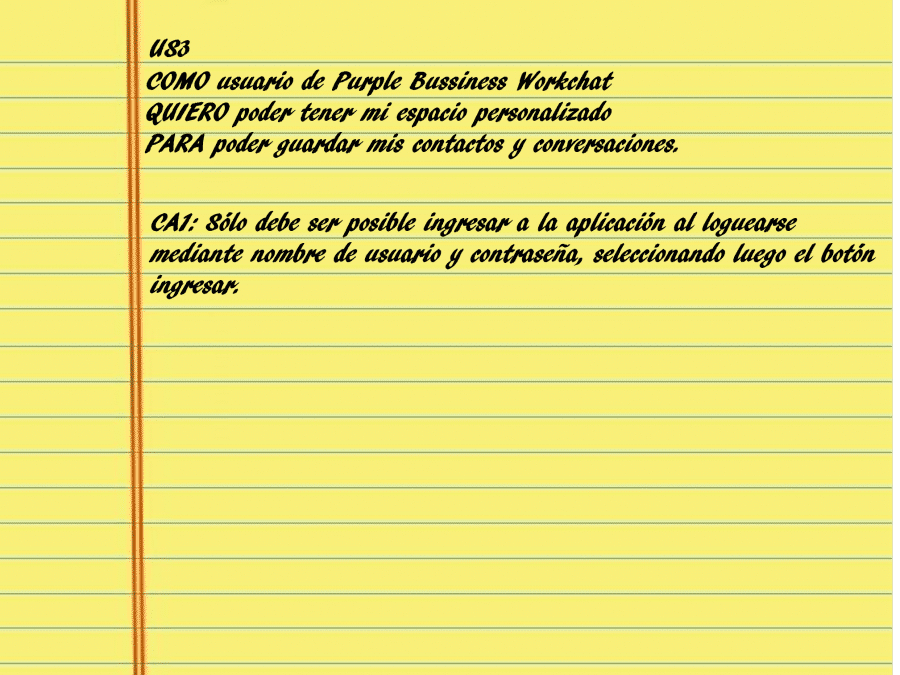 US3
COMO usuario de Purple Bussiness Workchat
QUIERO poder tener mi espacio personalizado
PARA poder guardar mis contactos y conversaciones.
CA1: Sólo debe ser posible ingresar a la aplicación al loguearse
mediante nombre de usuario y contraseña, seleccionando luego el botón
ingresar.